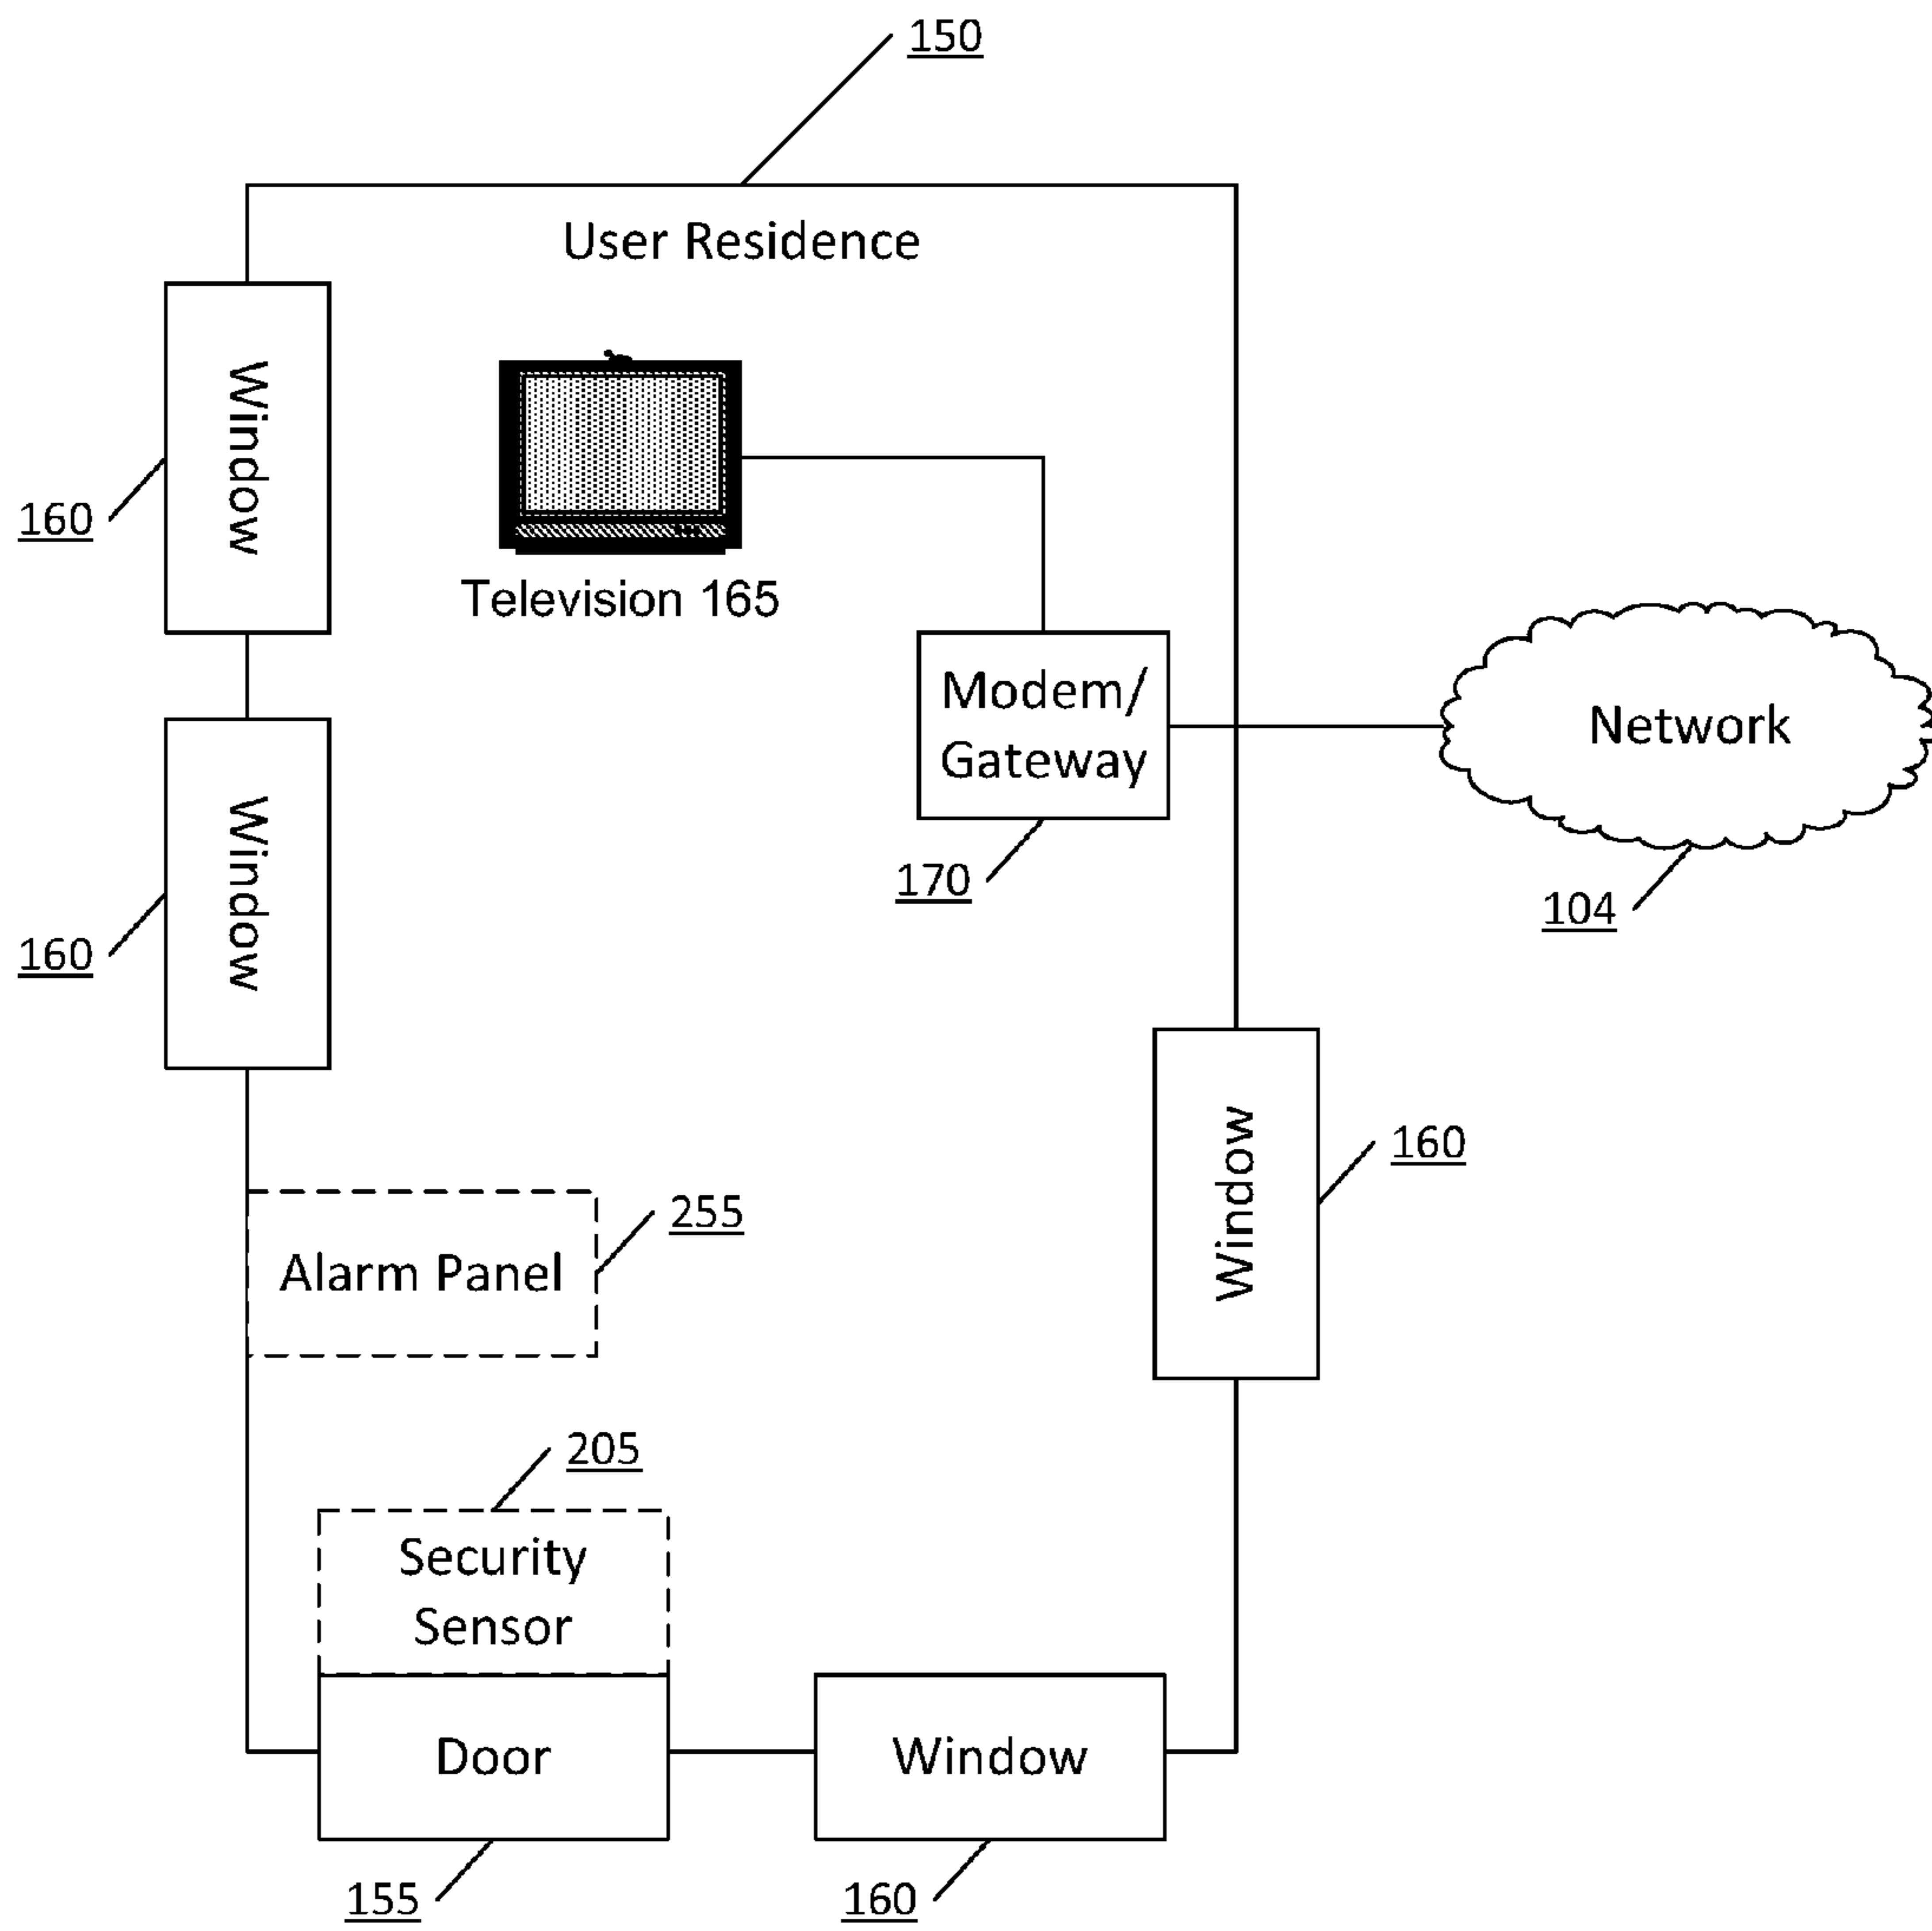 150
User Residence
Window
160
Television 165
Modem/
Gateway
170
Network
104
Window
160
Window
160
Alarm Panel
255
205
Security
Sensor
Door
155
Window
160